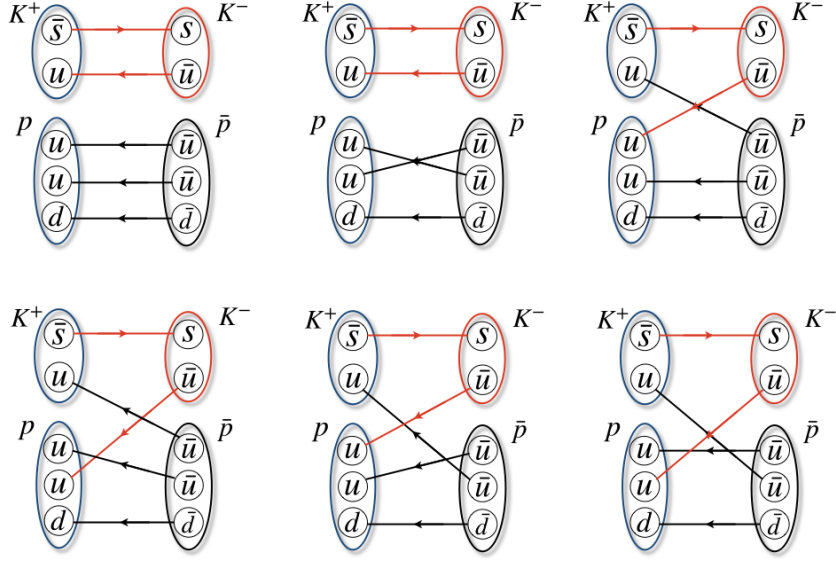 K⁺ s̄ s K⁻
u ū
p u ū p̄
u ū
d d̄
K⁺ s̄ s K⁻
u ū
p u ū p̄
u ū
d d̄
K⁺ s̄ s K⁻
u ū
p u ū p̄
u ū
d d̄
K⁺ s̄ s K⁻
u ū
p u ū p̄
u ū
d d̄
K⁺ s̄ s K⁻
u ū
p u ū p̄
u ū
d d̄
K⁺ s̄ s K⁻
u ū
p u ū p̄
u ū
d d̄